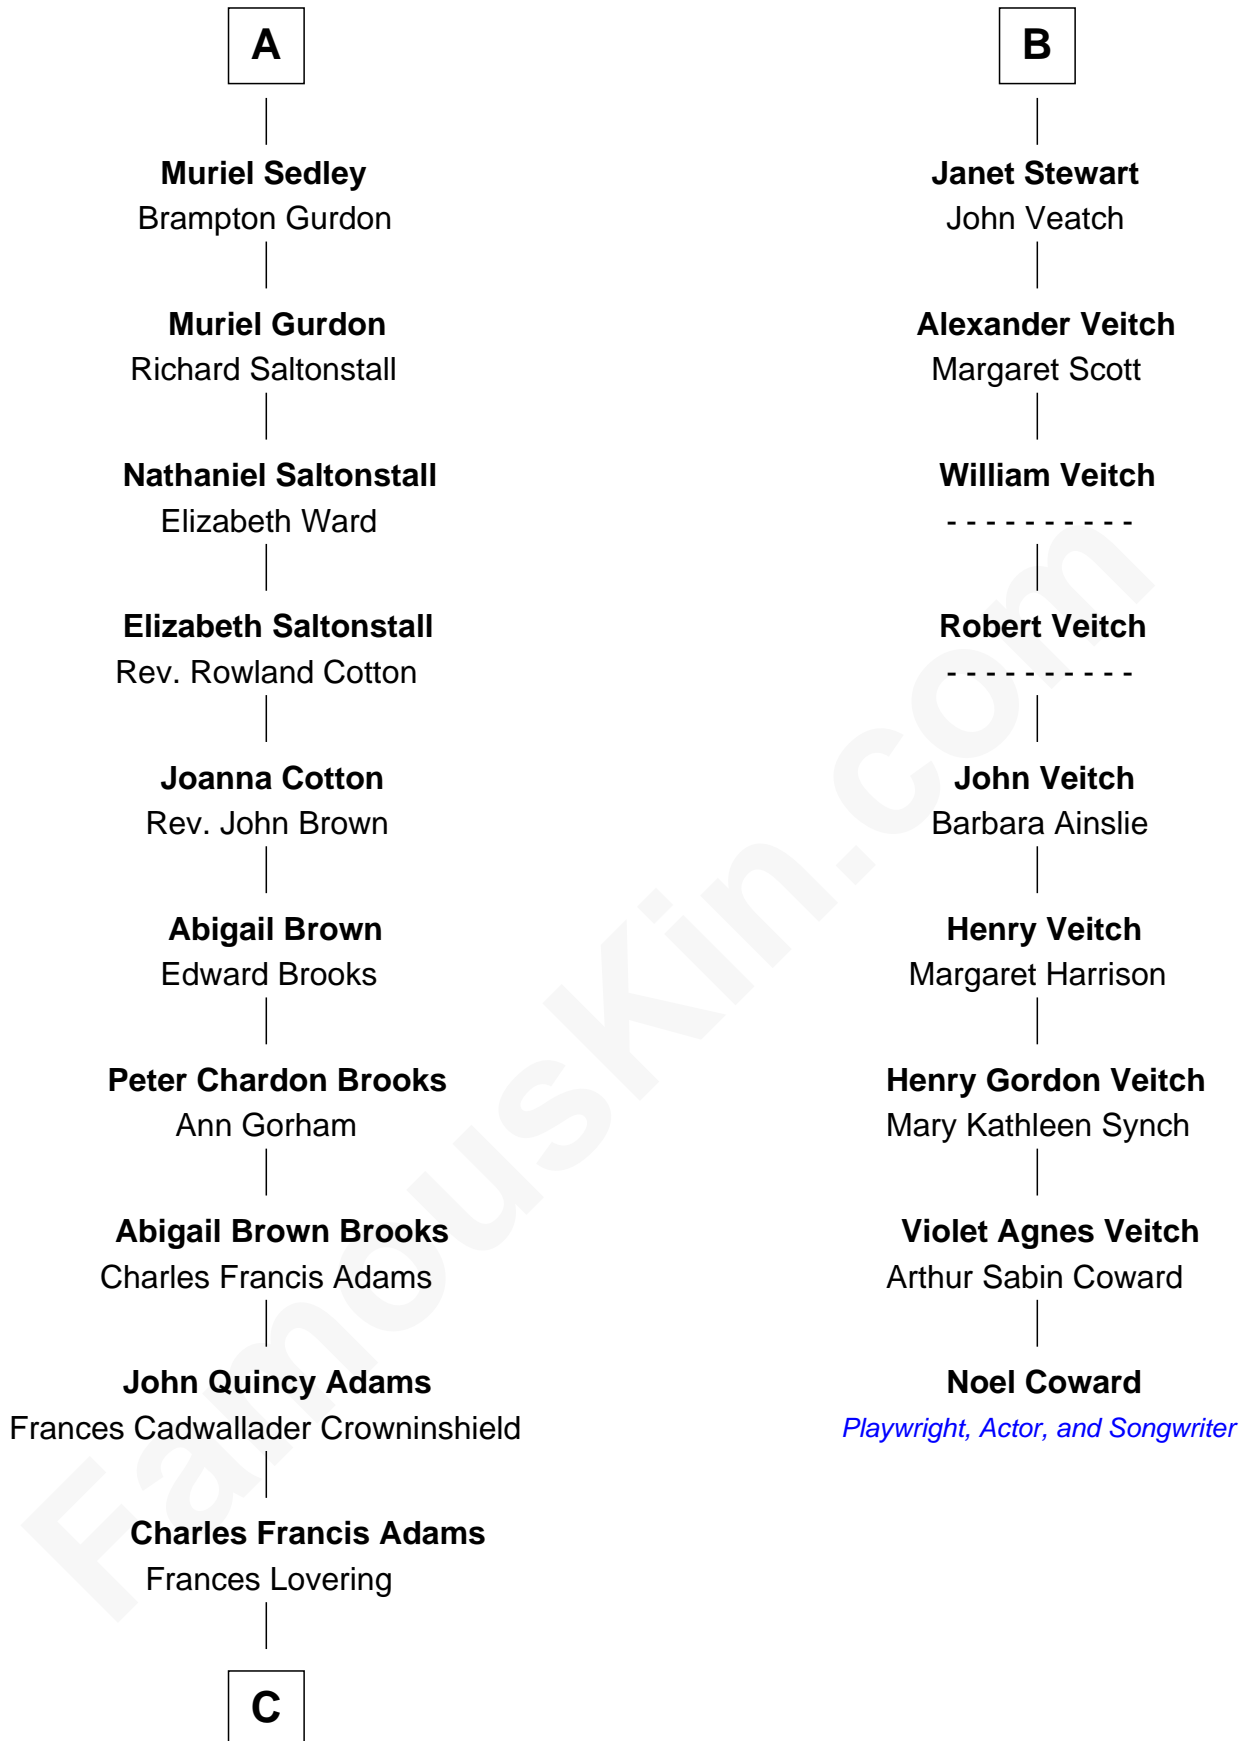 A
Muriel Sedley
Brampton Gurdon
Muriel Gurdon
Richard Saltonstall
Nathaniel Saltonstall
Elizabeth Ward
Elizabeth Saltonstall
Rev. Rowland Cotton
Joanna Cotton
Rev. John Brown
Abigail Brown
Edward Brooks
Peter Chardon Brooks
Ann Gorham
Abigail Brown Brooks
Charles Francis Adams
John Quincy Adams
Frances Cadwallader Crowninshield
Charles Francis Adams
Frances Lovering
C
B
Janet Stewart
John Veatch
Alexander Veitch
Margaret Scott
William Veitch
- - - - - - - - - -
Robert Veitch
- - - - - - - - - -
John Veitch
Barbara Ainslie
Henry Veitch
Margaret Harrison
Henry Gordon Veitch
Mary Kathleen Synch
Violet Agnes Veitch
Arthur Sabin Coward
Noel Coward
Playwright, Actor, and Songwriter
FamousKin.com